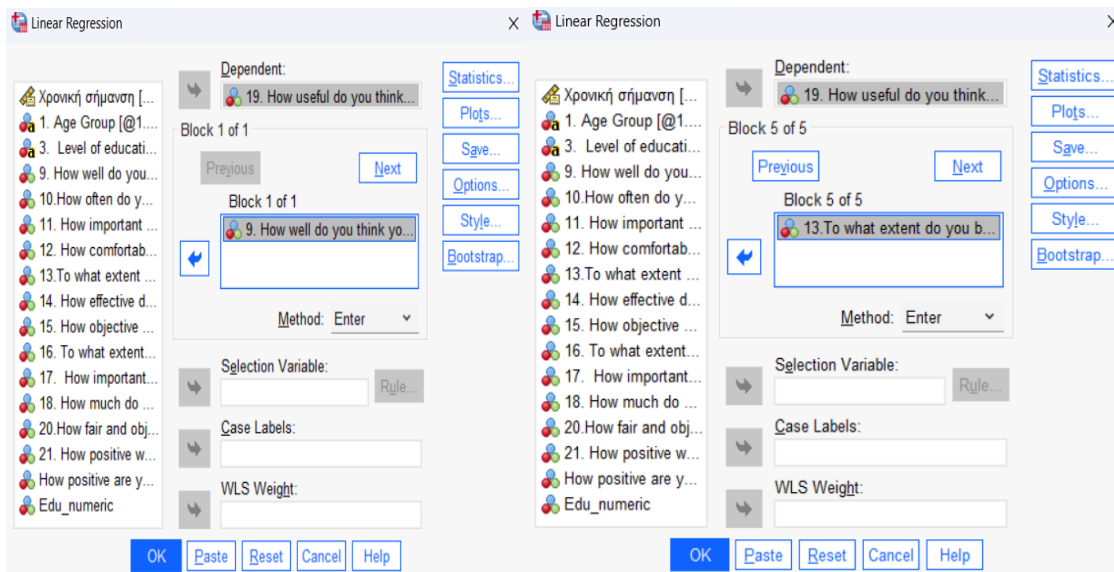 Linear Regression X
Dependent:
19. How useful do you think...
Block 1 of 1
Previous Next
Block 1 of 1
9. How well do you think yo...
Method: Enter
Selection Variable:
Rule...
Case Labels:
WLS Weight:
Χρονική σήμανση [...
1. Age Group [@1....
3. Level of educati...
9. How well do you...
10.How often do y...
11. How important ...
12. How comfortab...
13.To what extent ...
14. How effective d...
15. How objective ...
16. To what extent...
17. How important...
18. How much do ...
20.How fair and obj...
21. How positive w...
How positive are y...
Edu_numeric
Statistics...
Plots...
Save...
Options...
Style...
Bootstrap...
OK Paste Reset Cancel Help
Linear Regression X
Dependent:
19. How useful do you think...
Block 5 of 5
Previous Next
Block 5 of 5
13.To what extent do you b...
Method: Enter
Selection Variable:
Rule...
Case Labels:
WLS Weight:
Χρονική σήμανση [...
1. Age Group [@1....
3. Level of educati...
9. How well do you...
10.How often do y...
11. How important ...
12. How comfortab...
13.To what extent ...
14. How effective d...
15. How objective ...
16. To what extent...
17. How important...
18. How much do ...
20.How fair and obj...
21. How positive w...
How positive are y...
Edu_numeric
Statistics...
Plots...
Save...
Options...
Style...
Bootstrap...
OK Paste Reset Cancel Help